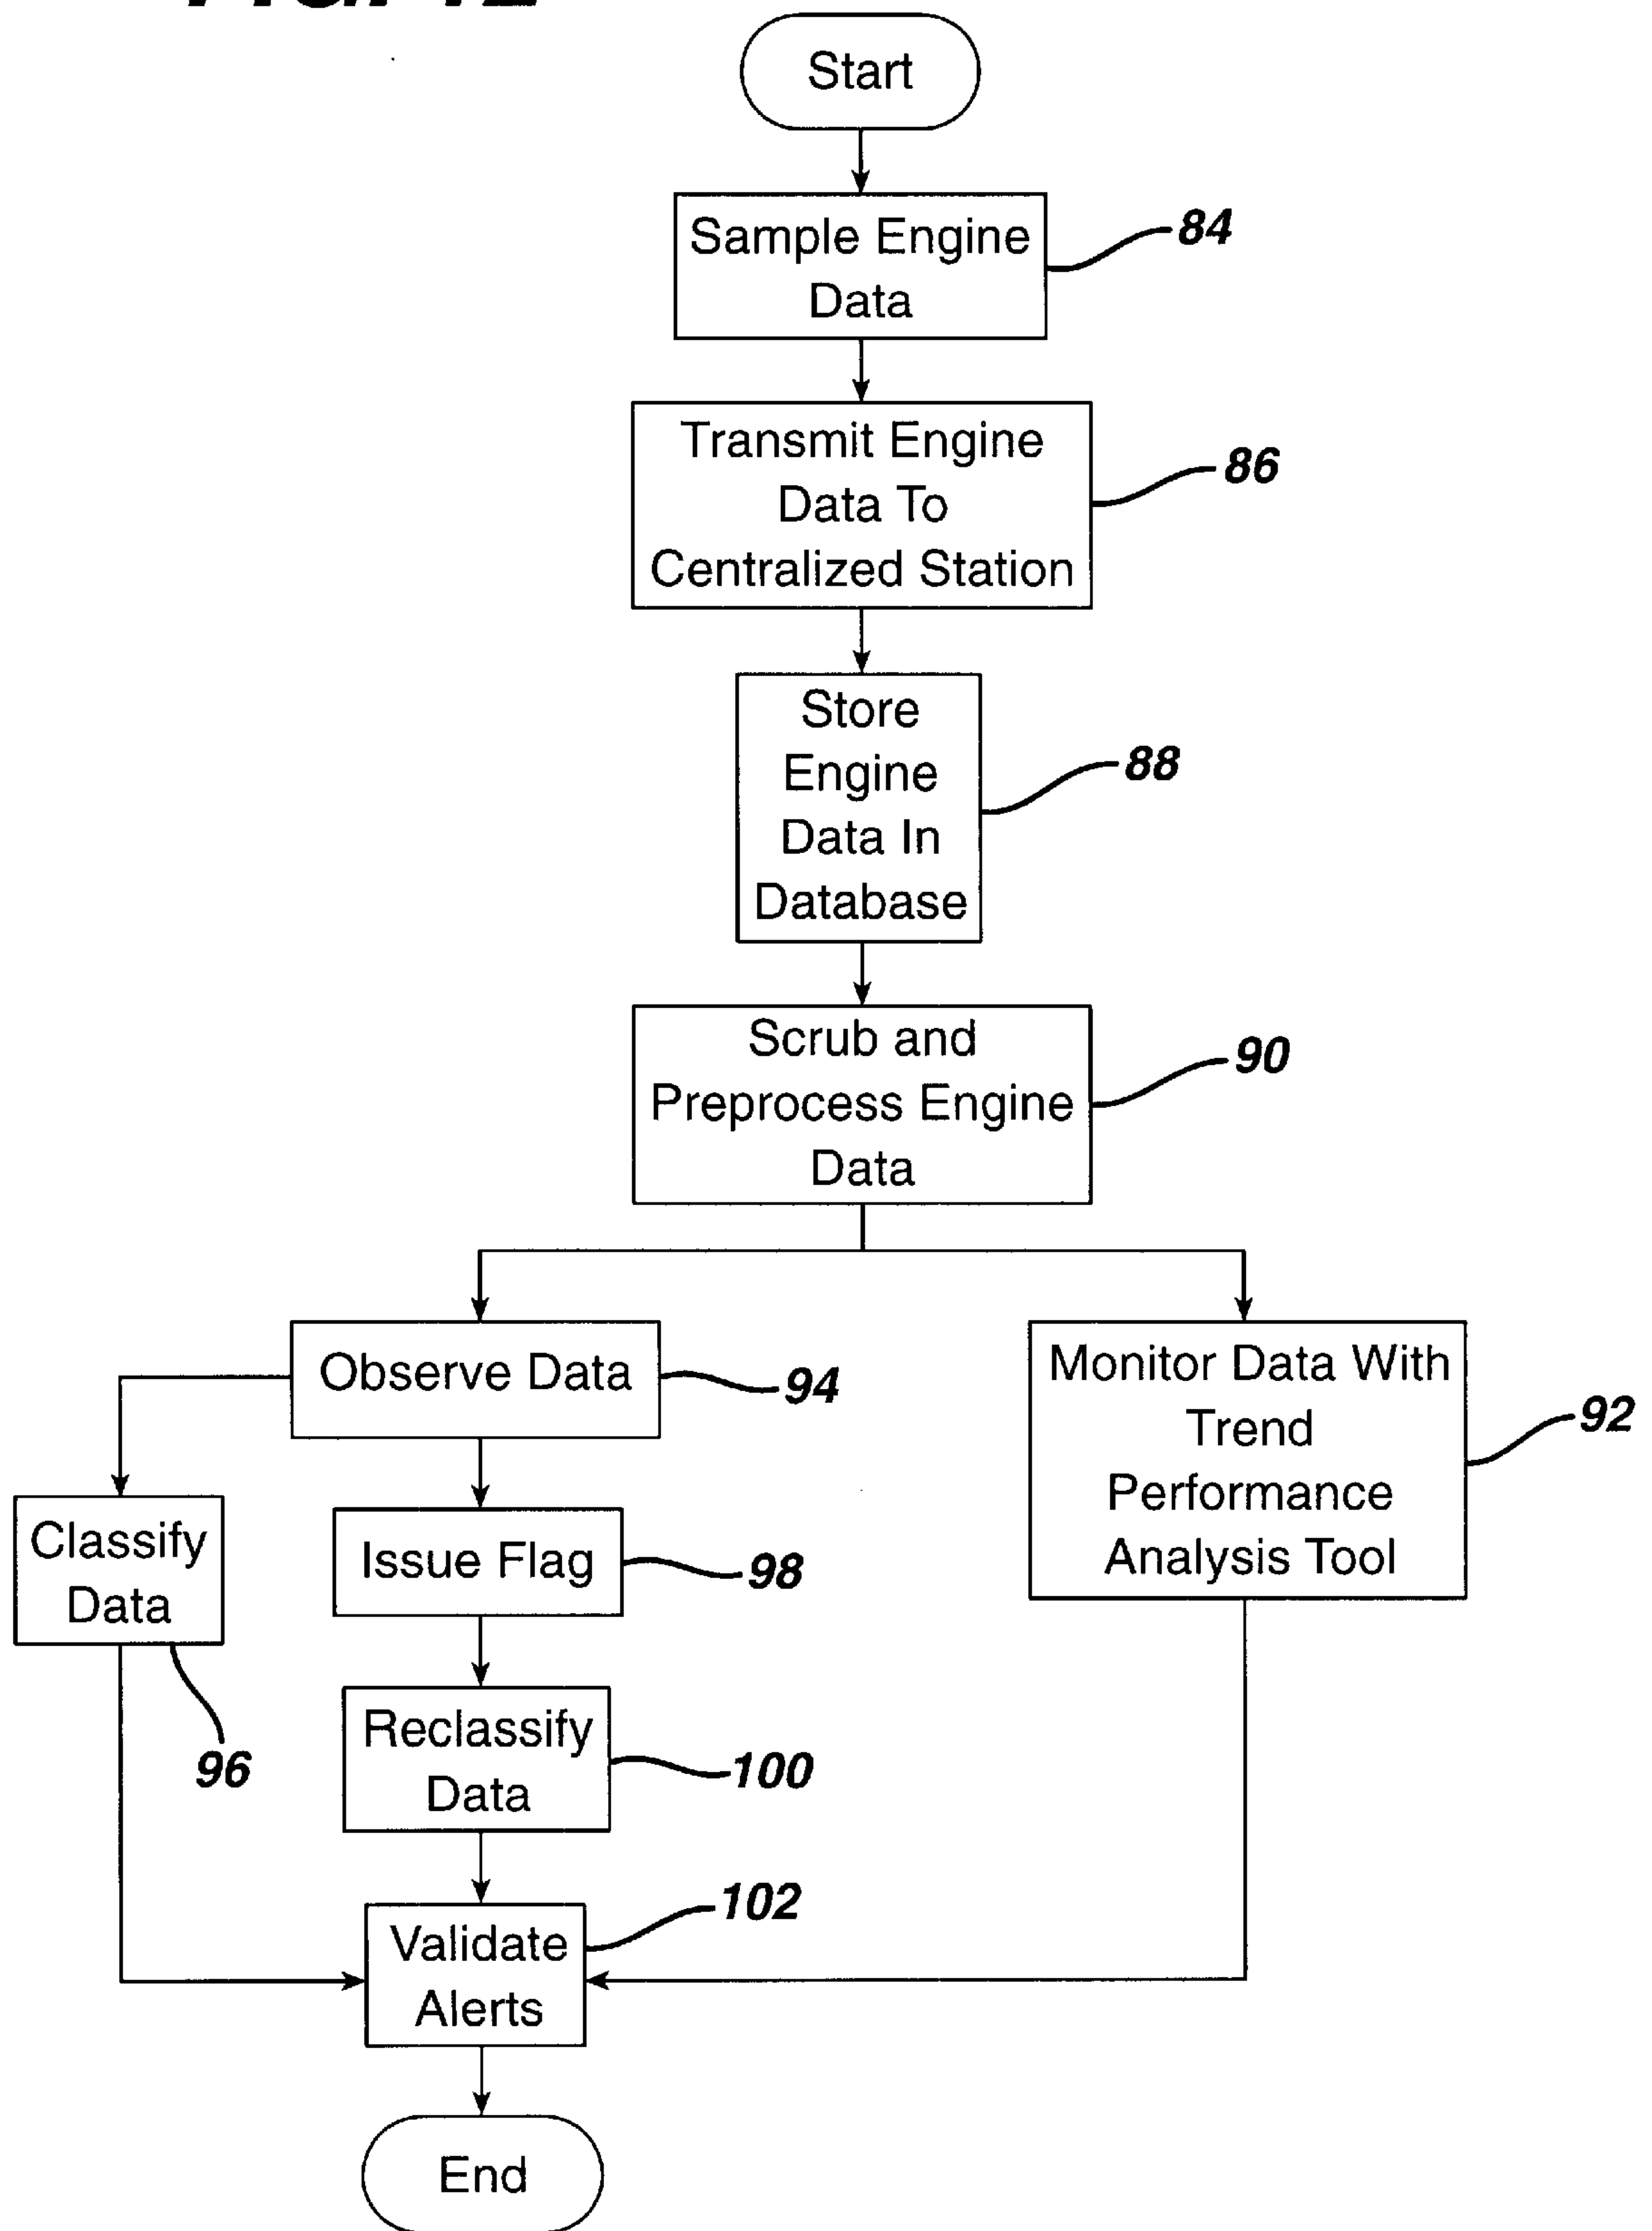 Start
Sample Engine
Data
84
Transmit Engine
Data To
Centralized Station
86
Store
Engine
Data In
Database
88
Scrub and
Preprocess Engine
Data
90
Observe Data
94
Monitor Data With
Trend
Performance
Analysis Tool
92
Classify
Data
96
Issue Flag
98
Reclassify
Data
100
Validate
Alerts
102
End